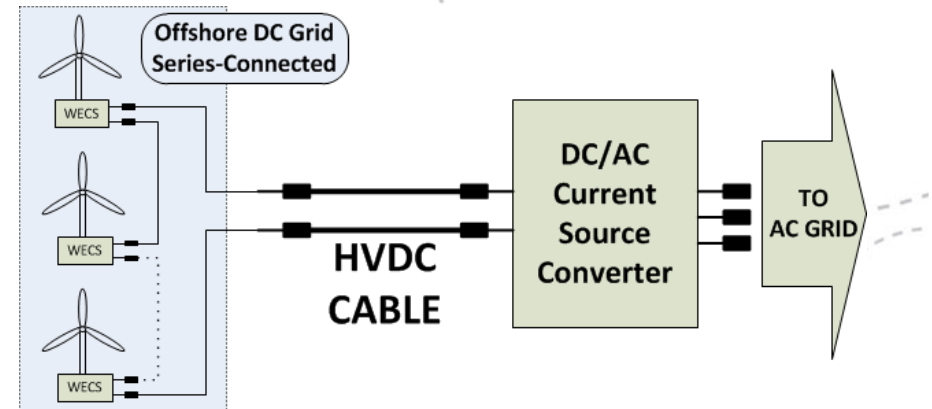 Offshore DC Grid
Series-Connected
WECS
WECS
WECS
HVDC
CABLE
DC/AC
Current
Source
Converter
TO
AC GRID